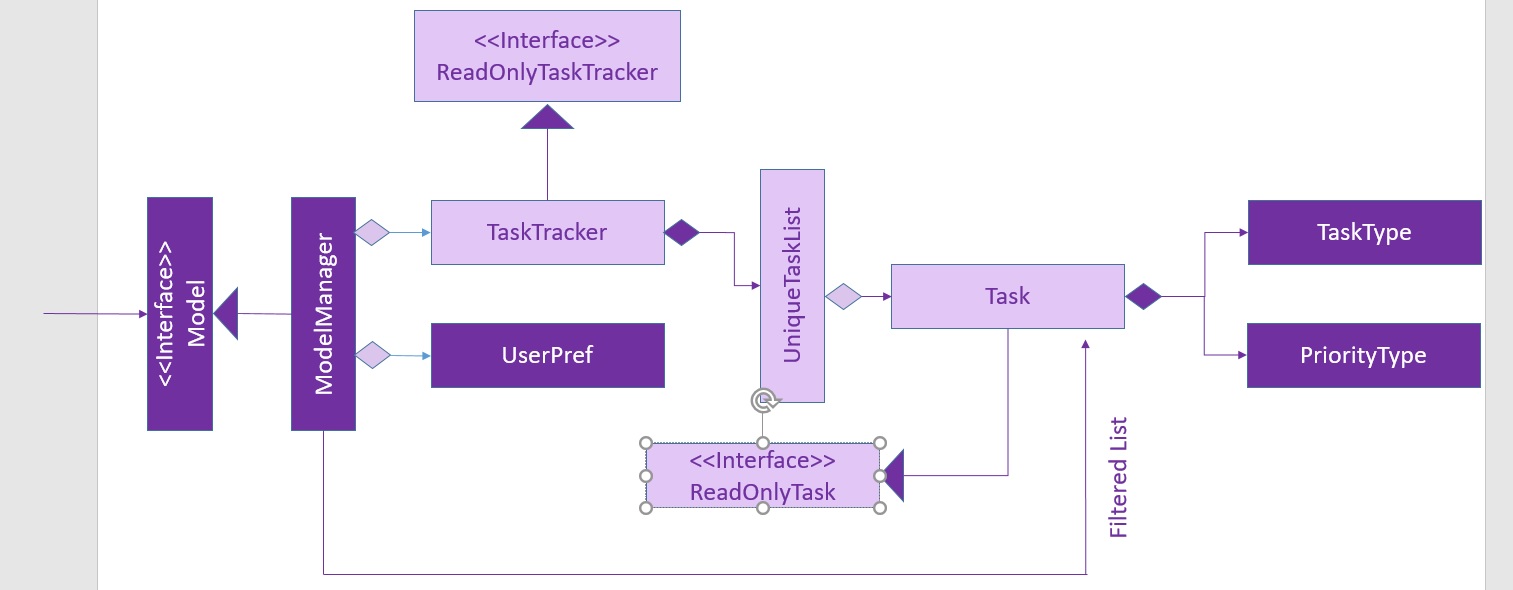 <<Interface>>
ReadOnlyTaskTracker
<<Interface>>
Model
ModelManager
TaskTracker
UserPref
UniqueTaskList
Task
TaskType
PriorityType
<<Interface>>
ReadOnlyTask
Filtered List